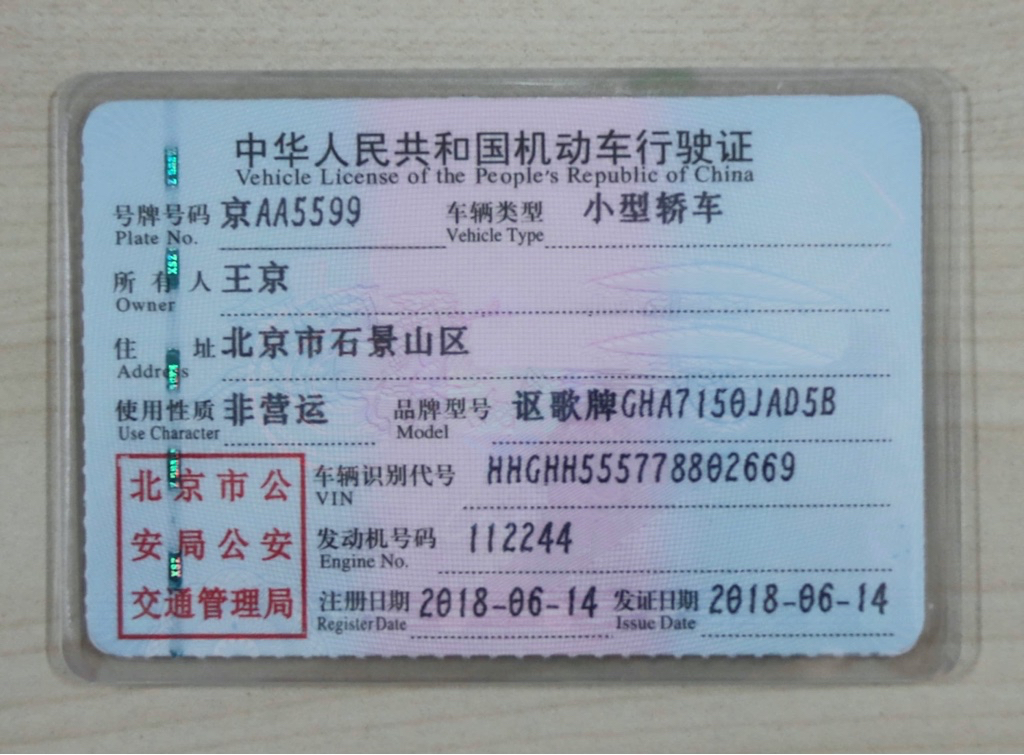 中华人民共和国机动车行驶证
Vehicle License of the People's Republic of China
号牌号码 京AA5599 车辆类型 小型轿车
Plate No. Vehicle Type
所有人 王京
Owner
住址 北京市石景山区
Address
使用性质 非营运 品牌型号 讴歌牌GHA7150JAD5B
Use Character Model
车辆识别代号 HHGHH555778802669
VIN
发动机号码 112244
Engine No.
注册日期 2018-06-14 发证日期 2018-06-14
Register Date Issue Date
北京市公
安局公安
交通管理局